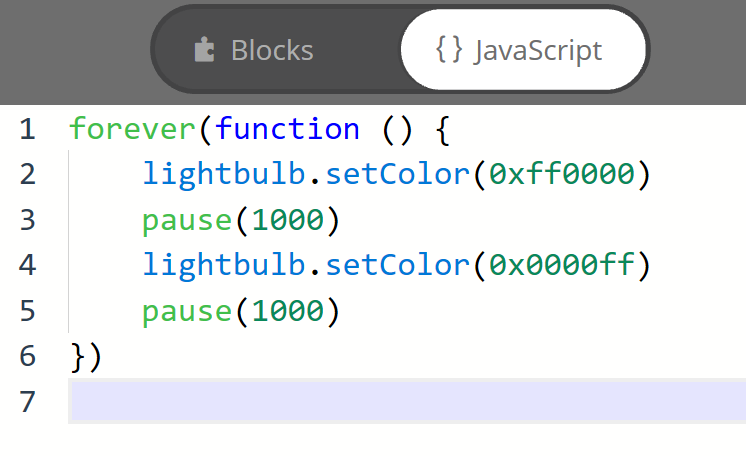 Blocks
{ } JavaScript
1 forever(function () {
2     lightbulb.setColor(0xff0000)
3     pause(1000)
4     lightbulb.setColor(0x0000ff)
5     pause(1000)
6 })
7